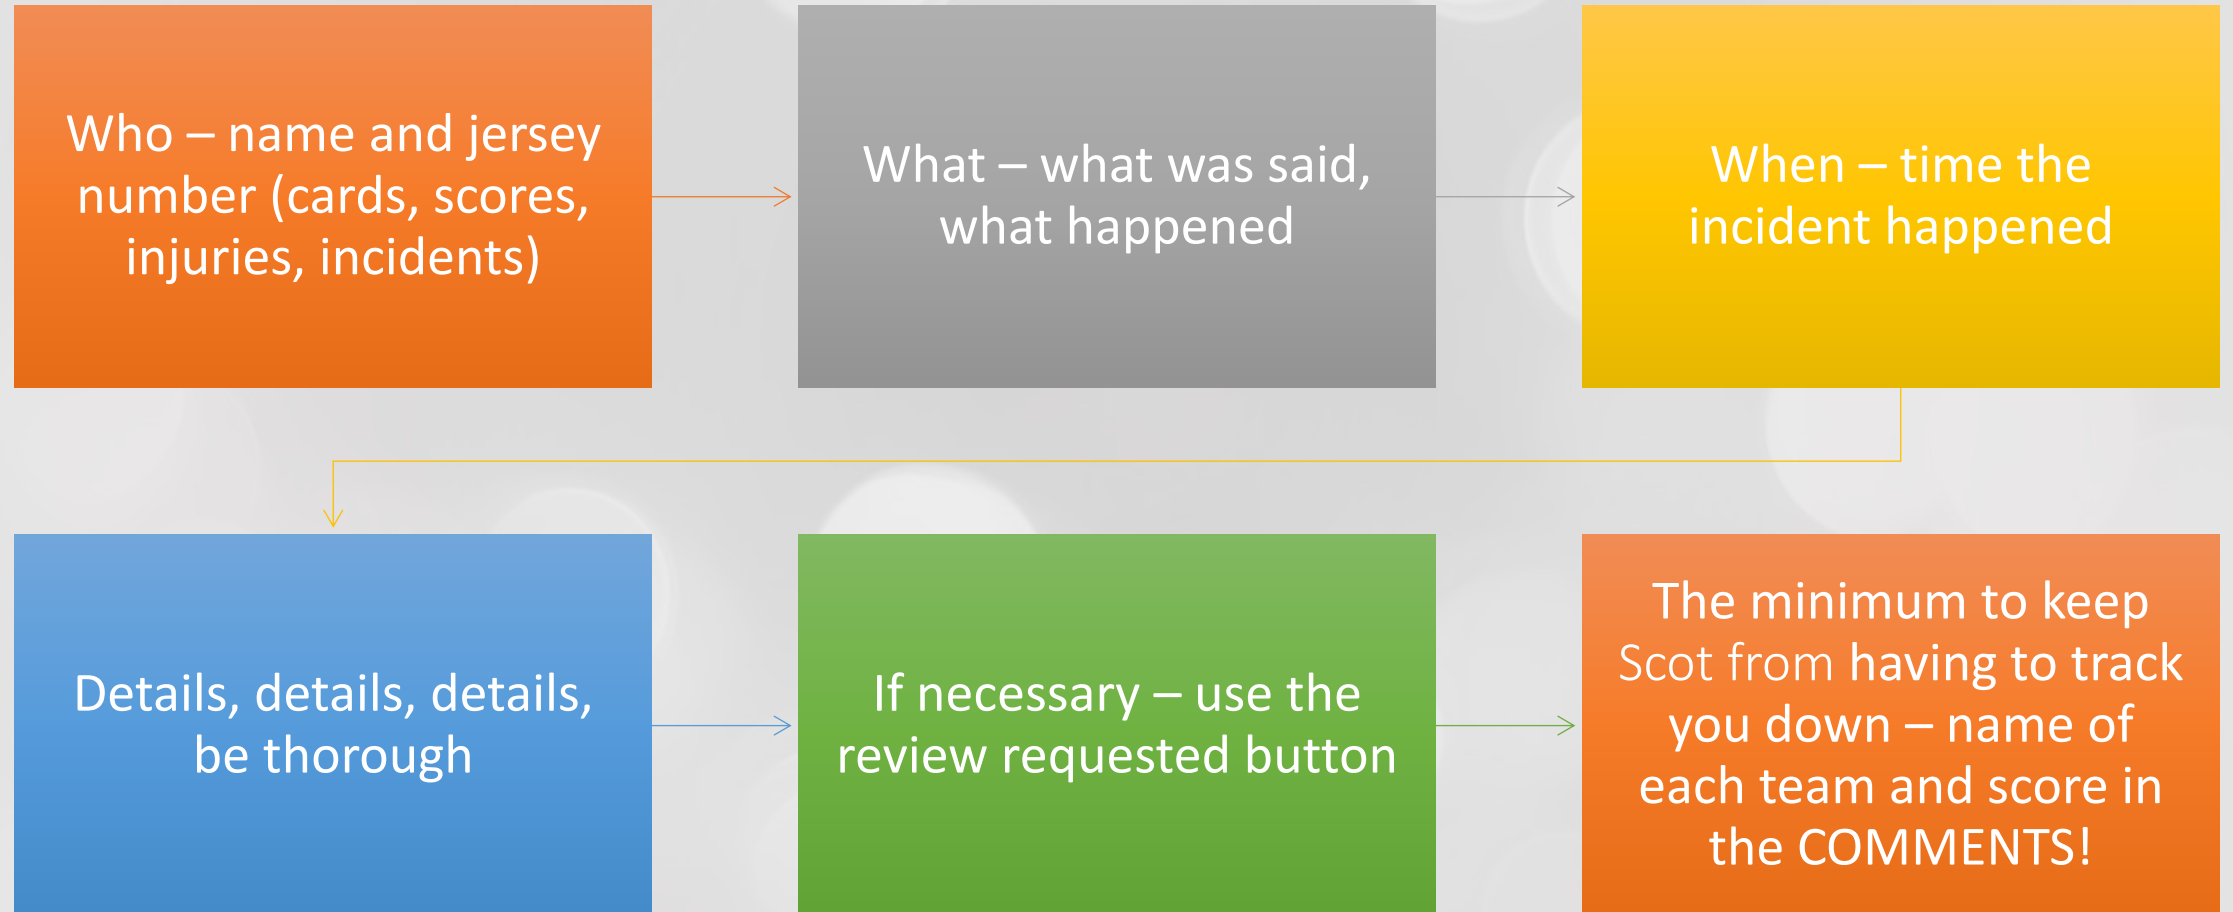 Who – name and jersey
number (cards, scores,
injuries, incidents)
What – what was said,
what happened
When – time the
incident happened
Details, details, details,
be thorough
If necessary – use the
review requested button
The minimum to keep
Scot from having to track
you down – name of
each team and score in
the COMMENTS!